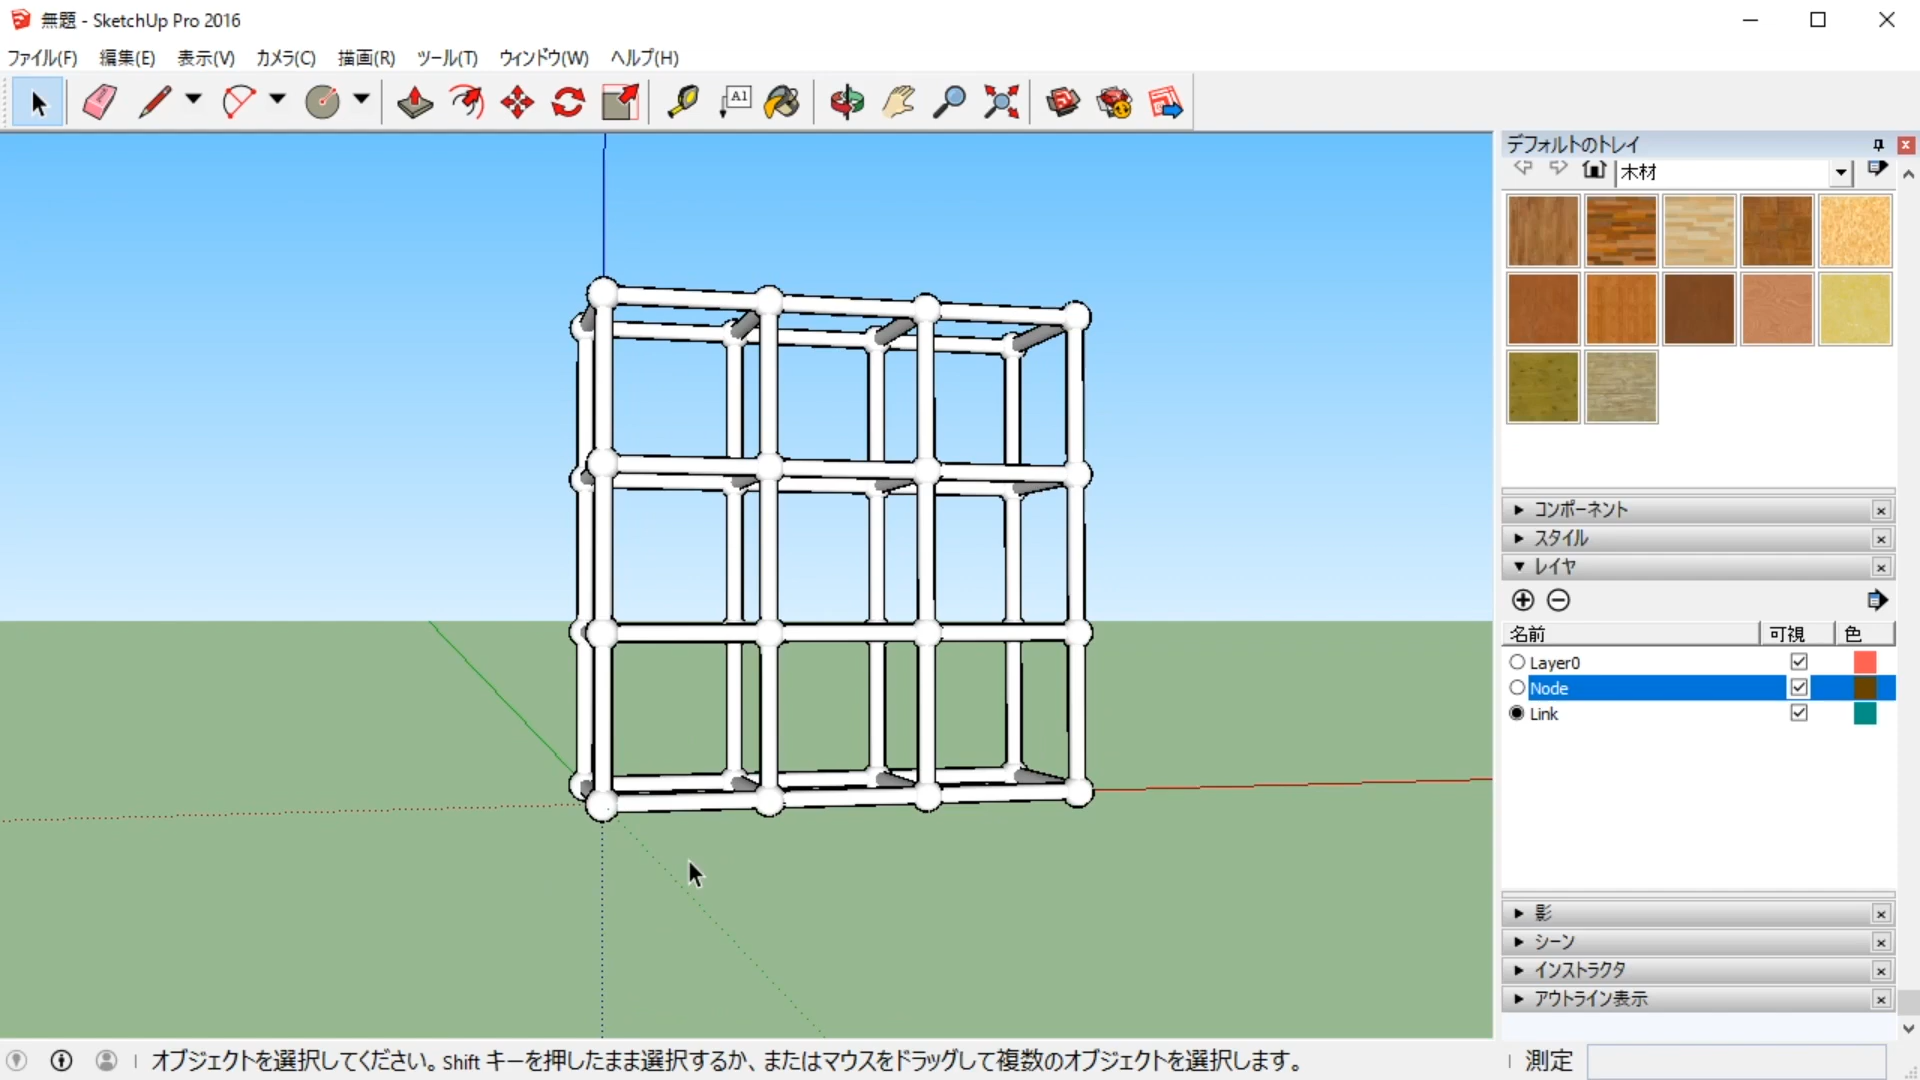 無題 - SketchUp Pro 2016
ファイル(F) 編集(E) 表示(V) カメラ(C) 描画(R) ツール(T) ウィンドウ(W) ヘルプ(H)
A1
デフォルトのトレイ
木材
コンポーネント
スタイル
レイヤ
名前 可視 色
Layer0
Node
Link
影
シーン
インストラクタ
アウトライン表示
オブジェクトを選択してください。Shift キーを押したまま選択するか、またはマウスをドラッグして複数のオブジェクトを選択します。
測定